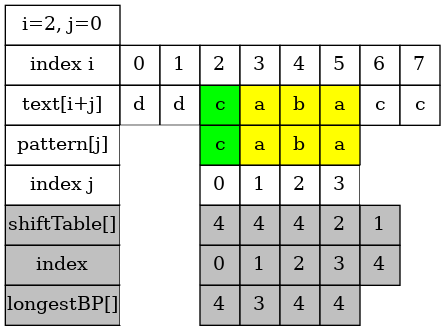 i=2, j=0
index i 0 1 2 3 4 5 6 7
text[i+j] d d c a b a c c
pattern[j] c a b a
index j 0 1 2 3
shiftTable[] 4 4 4 2 1
index 0 1 2 3 4
longestBP[] 4 3 4 4